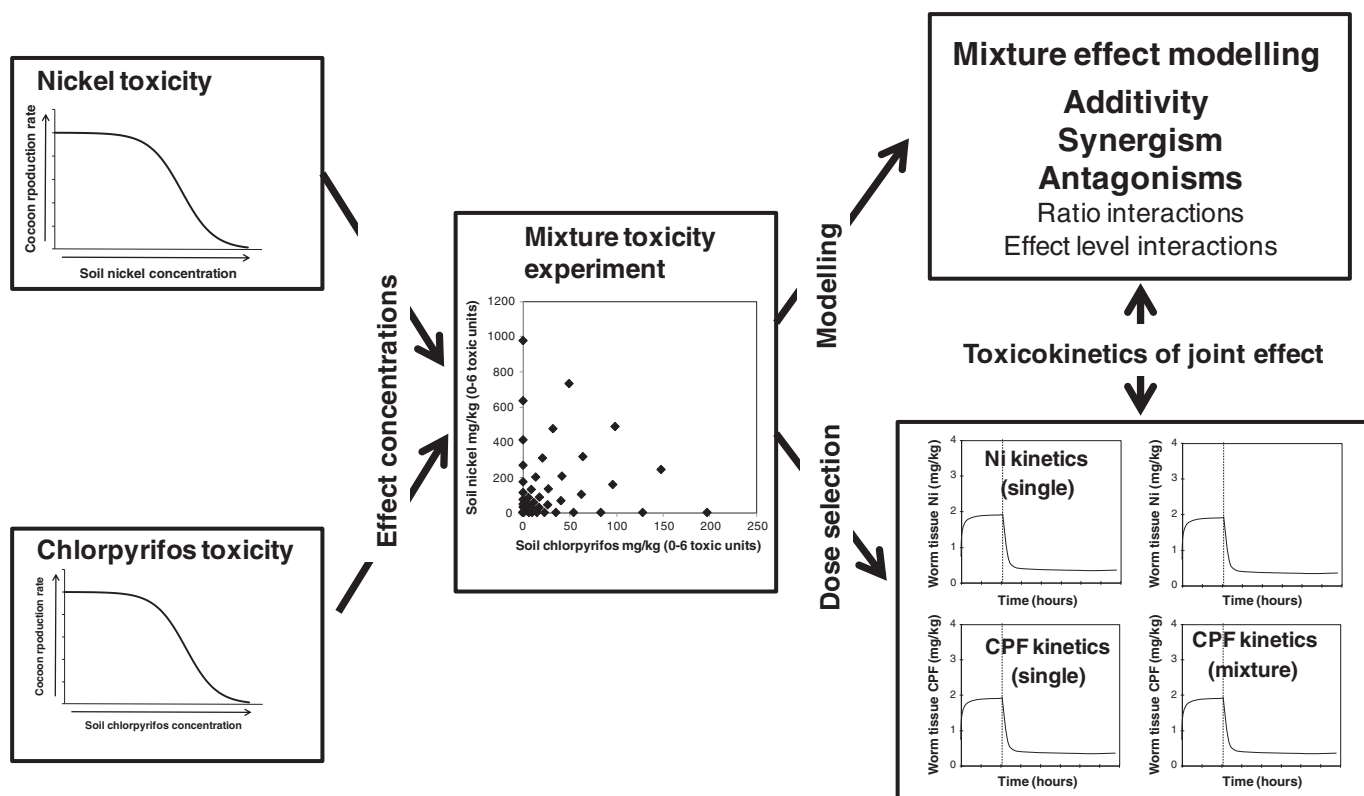 Nickel toxicity
Cocoon rpoduction rate
Soil nickel concentration
Chlorpyrifos toxicity
Cocoon rpoduction rate
Soil chlorpyrifos concentration
Effect concentrations
Mixture toxicity
experiment
Soil nickel mg/kg (0-6 toxic units)
1200
1000
800
600
400
200
0
0 50 100 150 200 250
Soil chlorpyrifos mg/kg (0-6 toxic units)
Modelling
Dose selection
Mixture effect modelling
Additivity
Synergism
Antagonisms
Ratio interactions
Effect level interactions
Toxicokinetics of joint effect
Ni kinetics
(single)
Worm tissue Ni (mg/kg)
4
3
2
1
0
Time (hours)
Worm tissue Ni (mg/kg)
4
3
2
1
0
Time (hours)
CPF kinetics
(single)
Worm tissue CPF (mg/kg)
4
3
2
1
0
Time (hours)
CPF kinetics
(mixture)
Worm tissue CPF (mg/kg)
4
3
2
1
0
Time (hours)